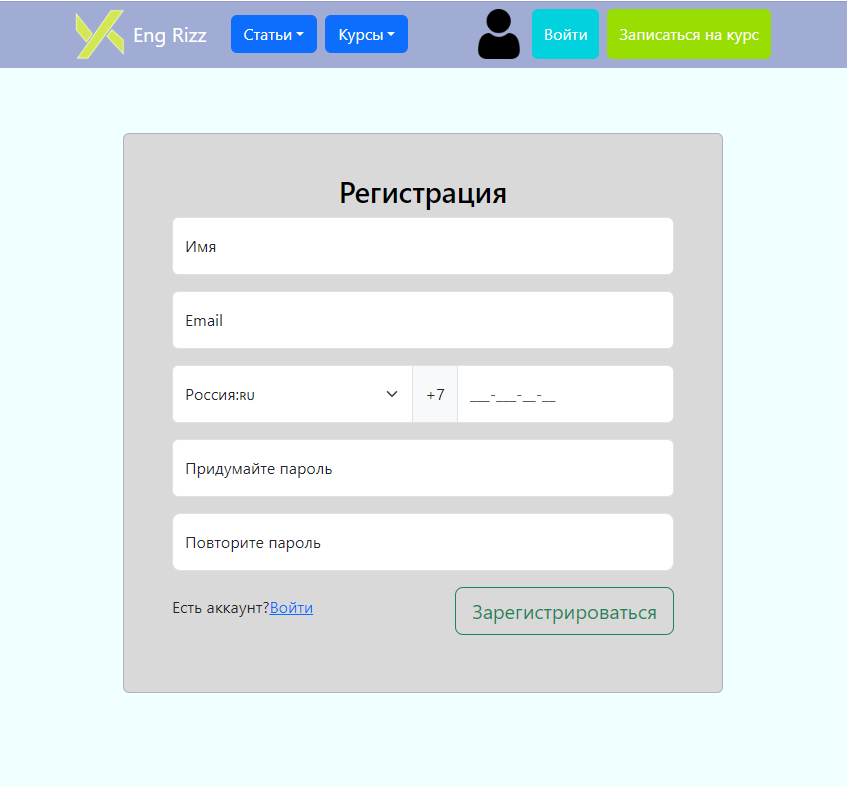 Eng Rizz Статьи Курсы Войти Записаться на курс
Регистрация
Имя
Email
Россия:RU +7 ___-___-__-__
Придумайте пароль
Повторите пароль
Есть аккаунт?Войти Зарегистрироваться